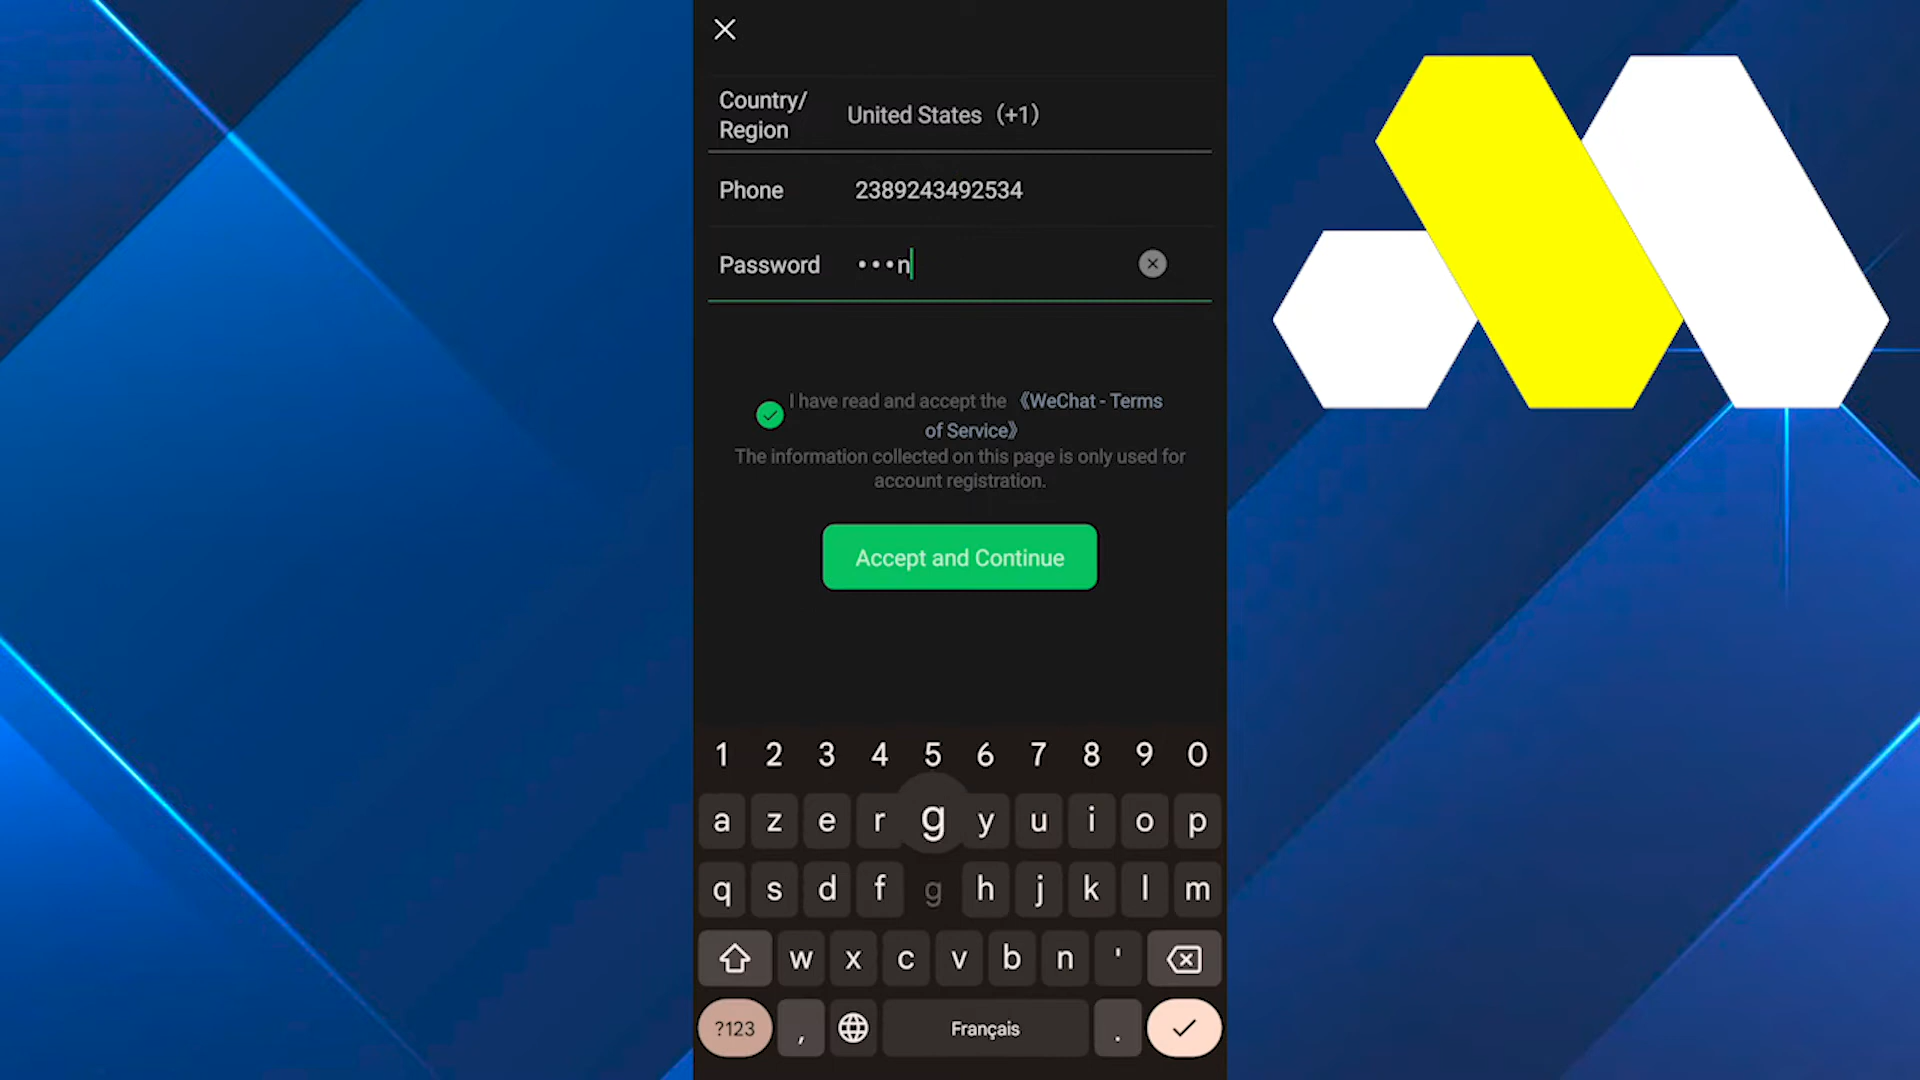 Country/
Region
United States (+1)
Phone
2389243492534
Password
•••n
I have read and accept the 《WeChat - Terms
of Service》
The information collected on this page is only used for
account registration.
Accept and Continue
1 2 3 4 5 6 7 8 9 0
a z e r g y u i o p
q s d f g h j k l m
w x c v b n '
?123 , Français .